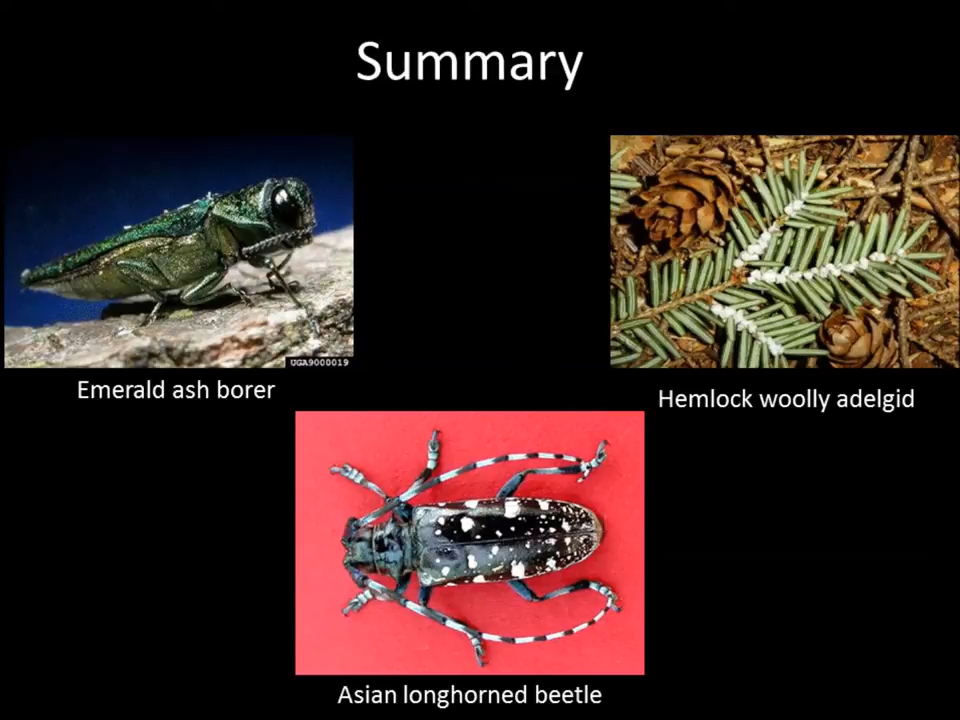 Summary
UGA9000019
Emerald ash borer
Hemlock woolly adelgid
Asian longhorned beetle